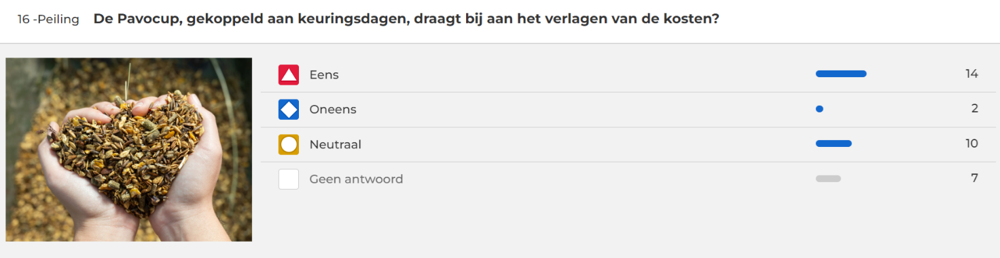 16 -Peiling De Pavocup, gekoppeld aan keuringsdagen, draagt bij aan het verlagen van de kosten?
Eens 14
Oneens 2
Neutraal 10
Geen antwoord 7